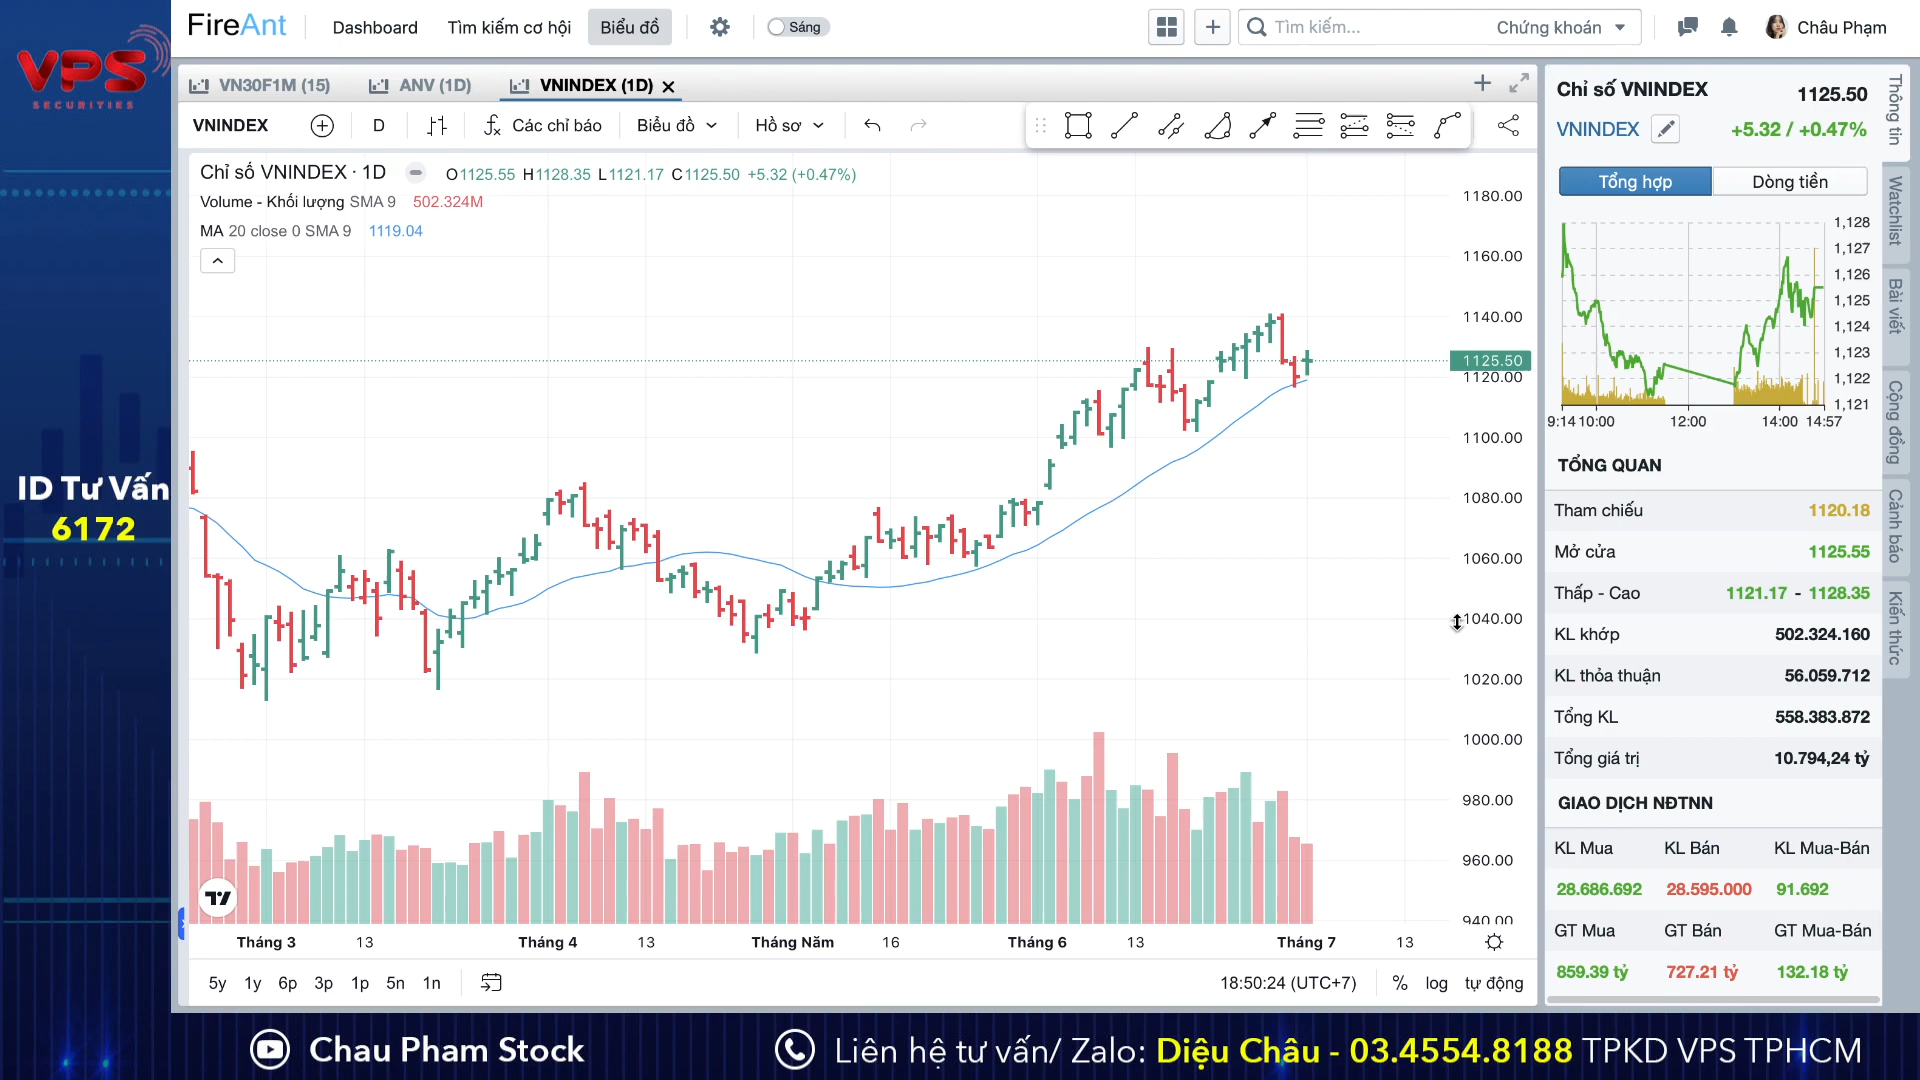 VPS
SECURITIES
ID Tư Vấn
6172
FireAnt
Dashboard
Tìm kiếm cơ hội
Biểu đồ
Sáng
Tìm kiếm...
Chứng khoán
Châu Phạm
VN30F1M (15)
ANV (1D)
VNINDEX (1D)
VNINDEX
D
Các chỉ báo
Biểu đồ
Hồ sơ
Chỉ số VNINDEX · 1D
O1125.55 H1128.35 L1121.17 C1125.50 +5.32 (+0.47%)
Volume - Khối lượng SMA 9 502.324M
MA 20 close 0 SMA 9 1119.04
1180.00
1160.00
1140.00
1125.50
1120.00
1100.00
1080.00
1060.00
1040.00
1020.00
1000.00
980.00
960.00
940.00
Tháng 3
13
Tháng 4
13
Tháng Năm
16
Tháng 6
13
Tháng 7
13
5y 1y 6p 3p 1p 5n 1n
18:50:24 (UTC+7)
% log tự động
Chỉ số VNINDEX
1125.50
VNINDEX
+5.32 / +0.47%
Tổng hợp
Dòng tiền
1,128
1,127
1,126
1,125
1,124
1,123
1,122
1,121
9:14 10:00 12:00 14:00 14:57
TỔNG QUAN
Tham chiếu 1120.18
Mở cửa 1125.55
Thấp - Cao 1121.17 - 1128.35
KL khớp 502.324.160
KL thỏa thuận 56.059.712
Tổng KL 558.383.872
Tổng giá trị 10.794,24 tỷ
GIAO DỊCH NĐTNN
KL Mua KL Bán KL Mua-Bán
28.686.692 28.595.000 91.692
GT Mua GT Bán GT Mua-Bán
859.39 tỷ 727.21 tỷ 132.18 tỷ
Thông tin
Watchlist
Bài viết
Cộng đồng
Cảnh báo
Kiến thức
Chau Pham Stock
Liên hệ tư vấn/ Zalo: Diệu Châu - 03.4554.8188 TPKD VPS TPHCM